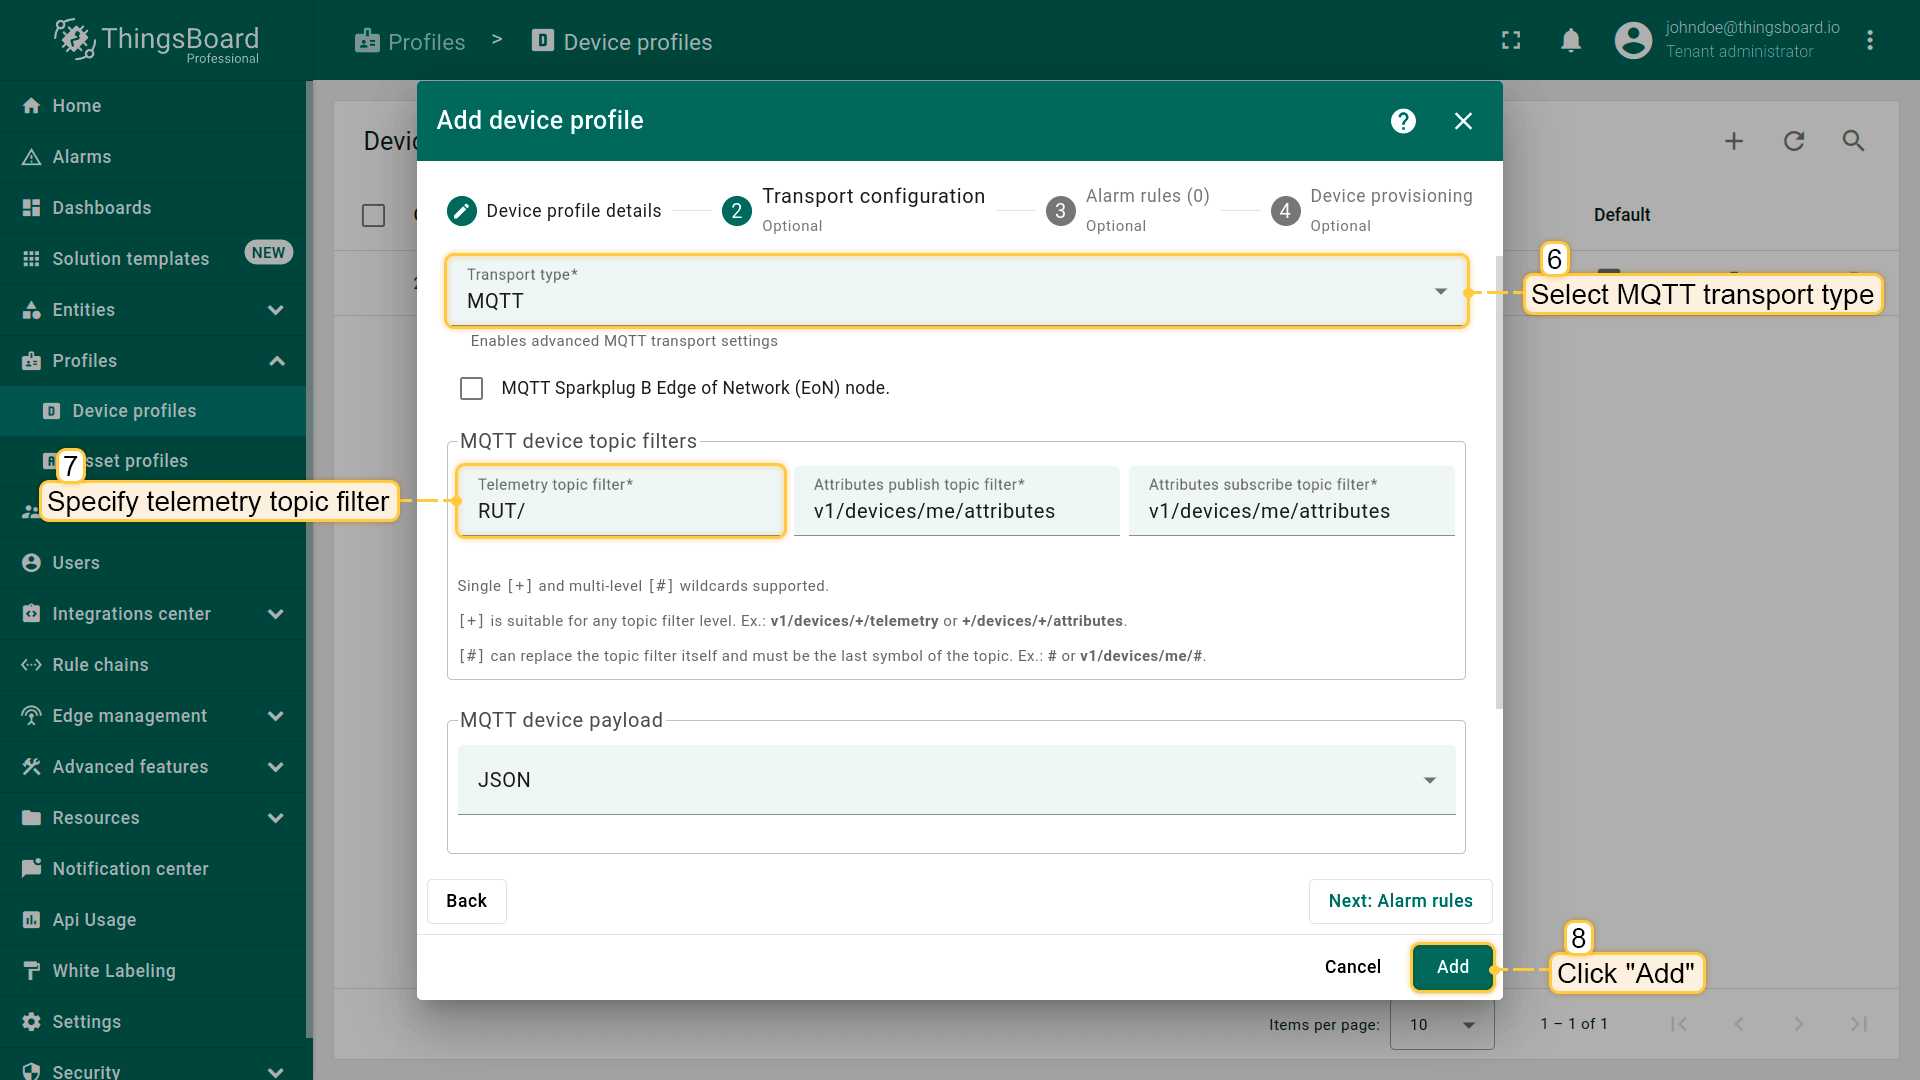 ThingsBoard
Professional
Profiles > Device profiles
johndoe@thingsboard.io
Tenant administrator
Home
Alarms
Dashboards
Solution templates NEW
Entities
Profiles
Device profiles
sset profiles
Users
Integrations center
Rule chains
Edge management
Advanced features
Resources
Notification center
Api Usage
White Labeling
Settings
Security
Devic
Default
Add device profile
Device profile details
2 Transport configuration
Optional
3 Alarm rules (0)
Optional
4 Device provisioning
Optional
Transport type*
MQTT
6
Select MQTT transport type
Enables advanced MQTT transport settings
MQTT Sparkplug B Edge of Network (EoN) node.
MQTT device topic filters
7
Specify telemetry topic filter
Telemetry topic filter*
RUT/
Attributes publish topic filter*
v1/devices/me/attributes
Attributes subscribe topic filter*
v1/devices/me/attributes
Single [+] and multi-level [#] wildcards supported.
[+] is suitable for any topic filter level. Ex.: v1/devices/+/telemetry or +/devices/+/attributes.
[#] can replace the topic filter itself and must be the last symbol of the topic. Ex.: # or v1/devices/me/#.
MQTT device payload
JSON
Back
Next: Alarm rules
Cancel
Add
8
Click "Add"
Items per page: 10
1 – 1 of 1